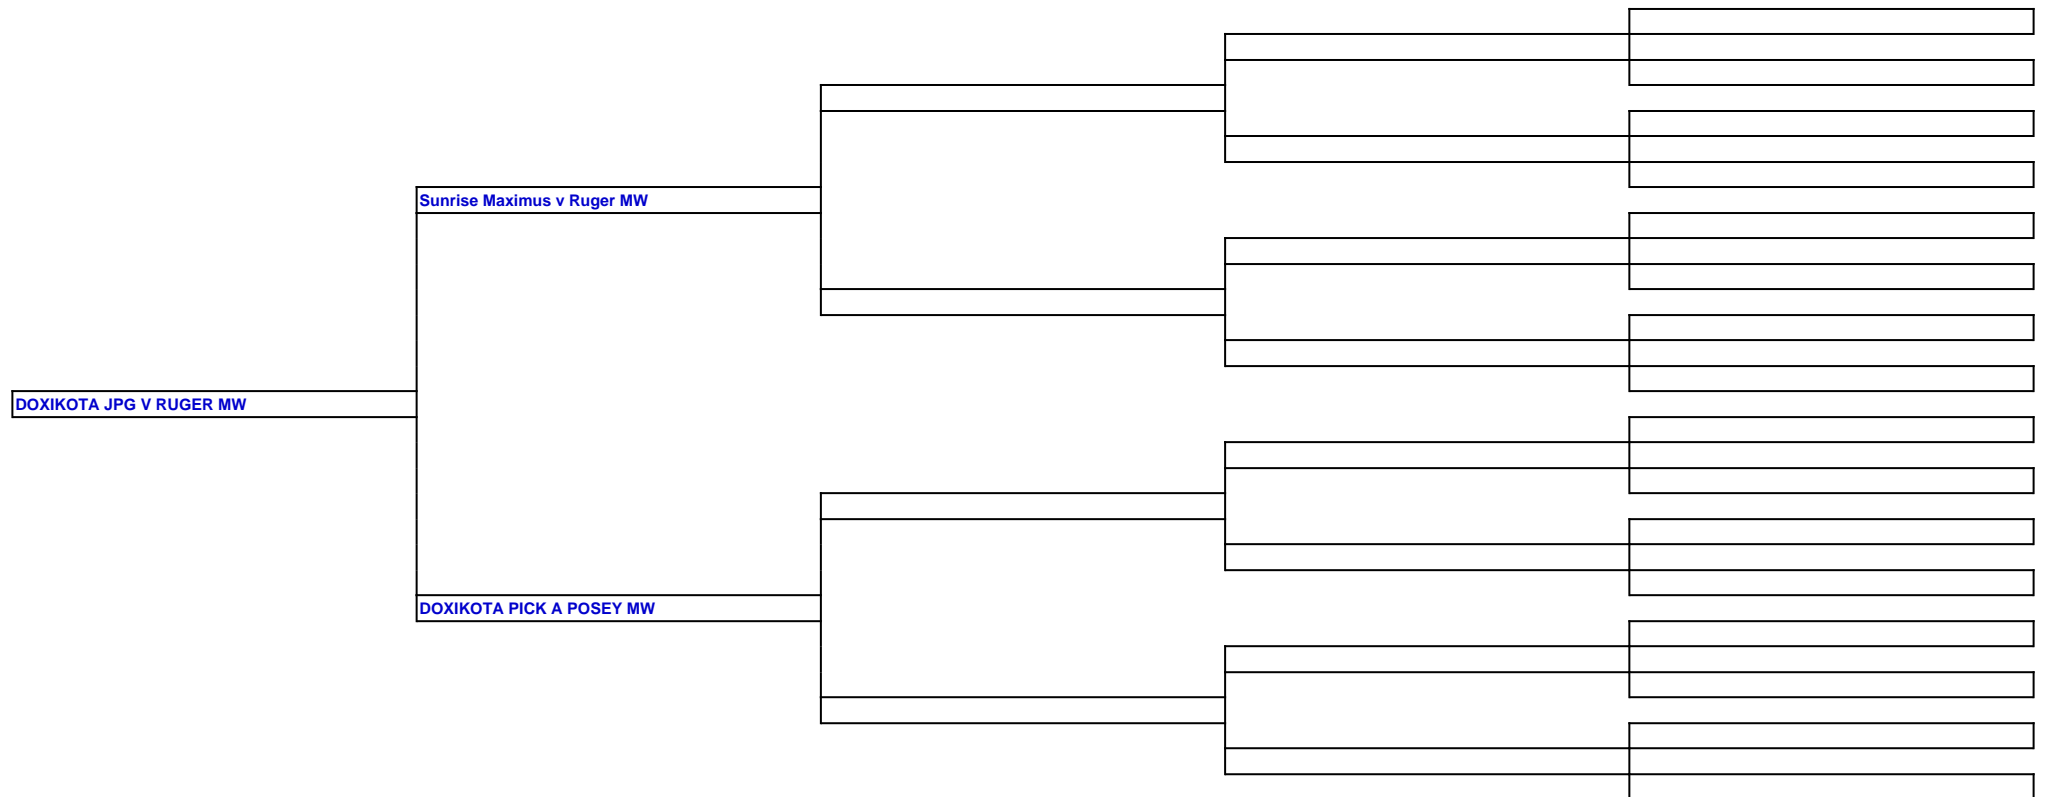 Sunrise Maximus v Ruger MW
DOXIKOTA JPG V RUGER MW
DOXIKOTA PICK A POSEY MW